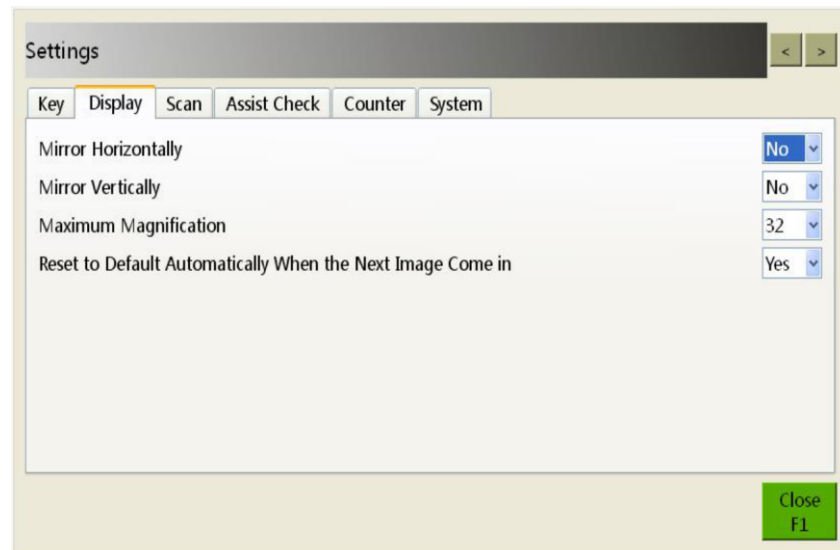 Settings
< >
Key Display Scan Assist Check Counter System
Mirror Horizontally No
Mirror Vertically No
Maximum Magnification 32
Reset to Default Automatically When the Next Image Come in Yes
Close
F1